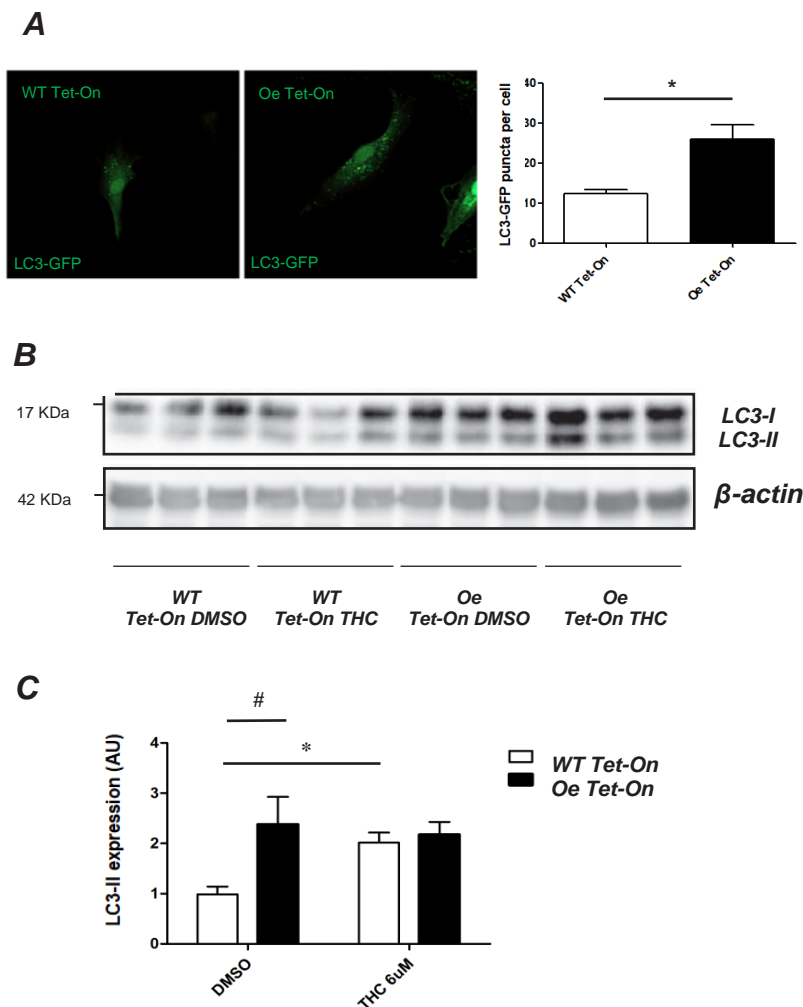 A
WT Tet-On
LC3-GFP
Oe Tet-On
LC3-GFP
LC3-GFP puncta per cell
40
30
20
10
0
*
WT Tet-On
Oe Tet-On
B
17 KDa
LC3-I
LC3-II
42 KDa
β-actin
WT
Tet-On DMSO
WT
Tet-On THC
Oe
Tet-On DMSO
Oe
Tet-On THC
C
LC3-II expression (AU)
4
3
2
1
0
#
*
DMSO
THC 6uM
WT Tet-On
Oe Tet-On